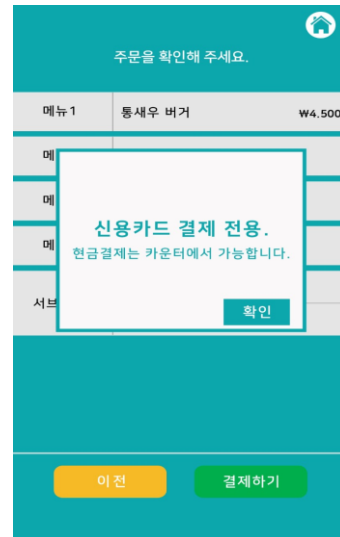 주문을 확인해 주세요.
메뉴1 통새우 버거 ₩4,500
메
메
신용카드 결제 전용.
메
현금결제는 카운터에서 가능합니다.
서브
확인
이전 결제하기